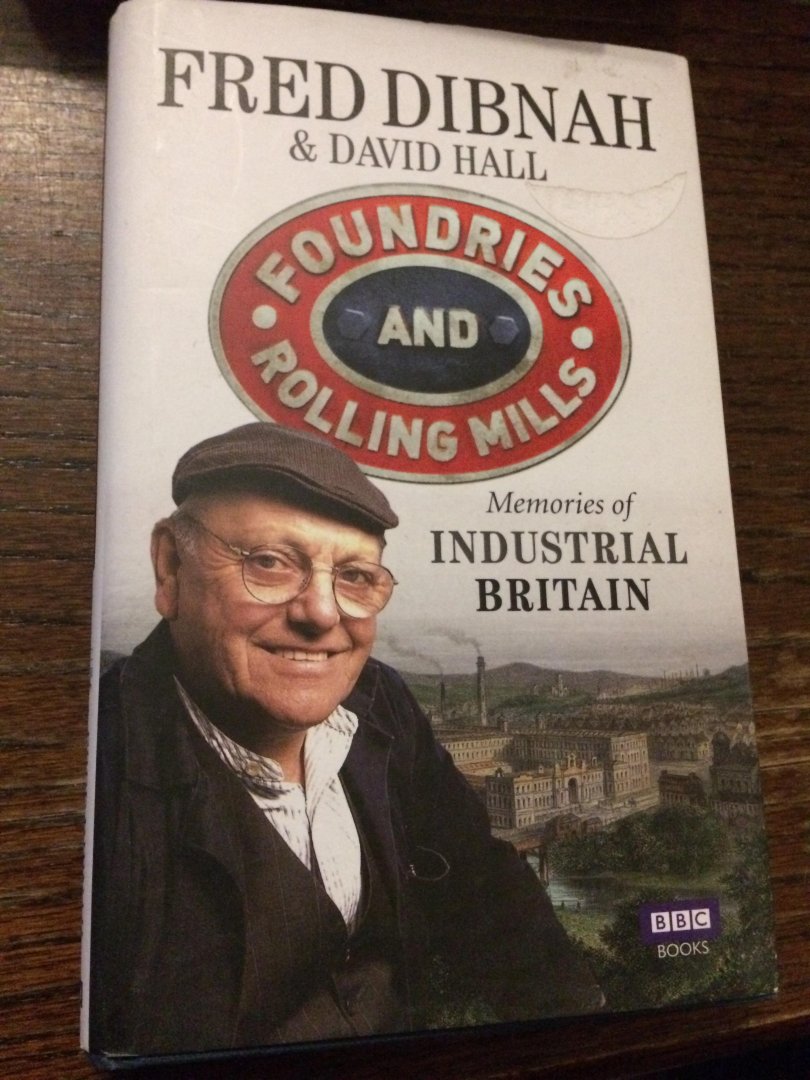 FRED DIBNAH
& DAVID HALL
FOUNDRIES
AND
ROLLING MILLS
Memories of
INDUSTRIAL
BRITAIN
BBC
BOOKS